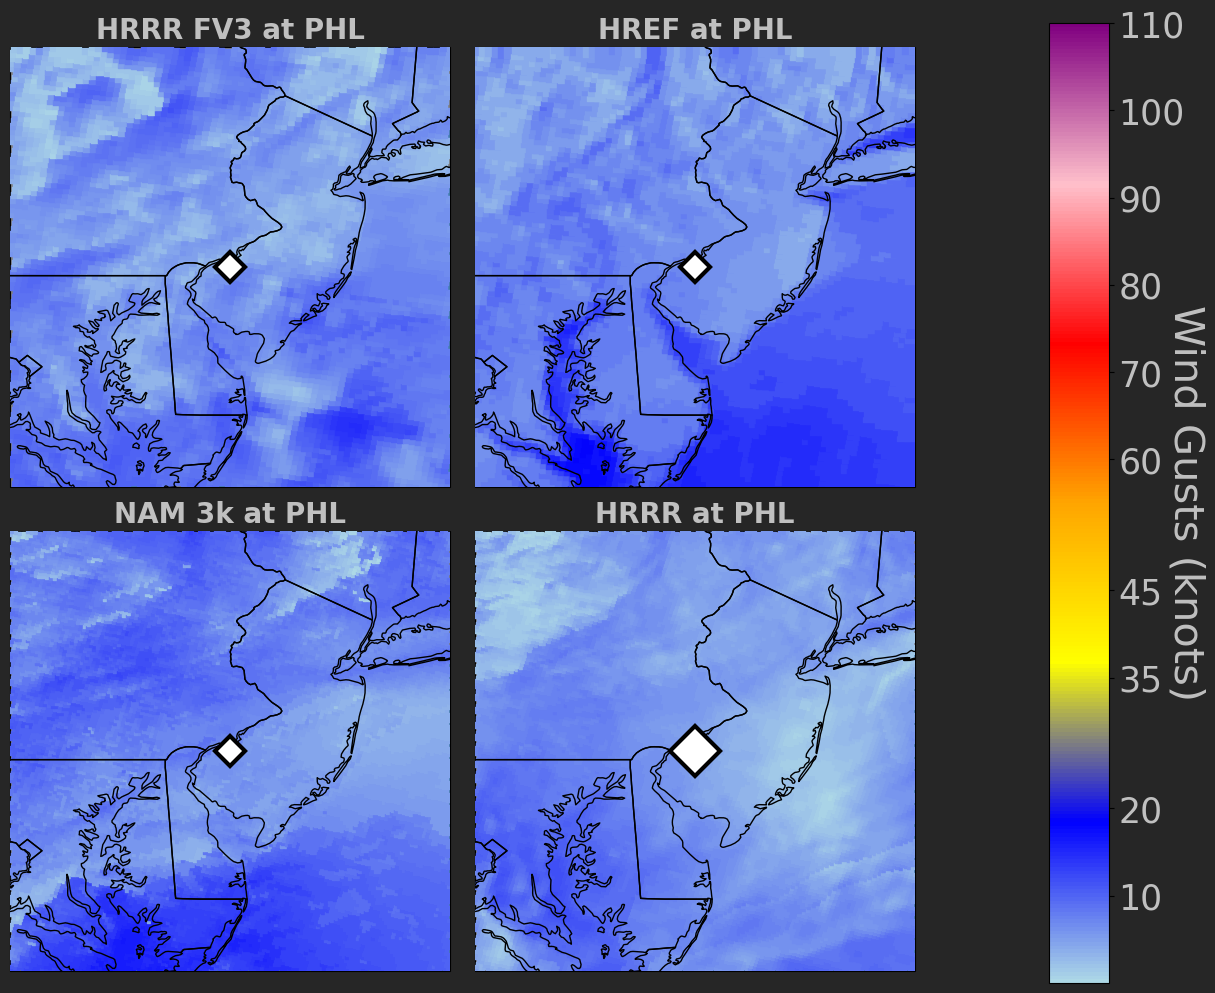 HRRR FV3 at PHL
HREF at PHL
NAM 3k at PHL
HRRR at PHL
110
100
90
80
70
60
45
35
20
10
Wind Gusts (knots)